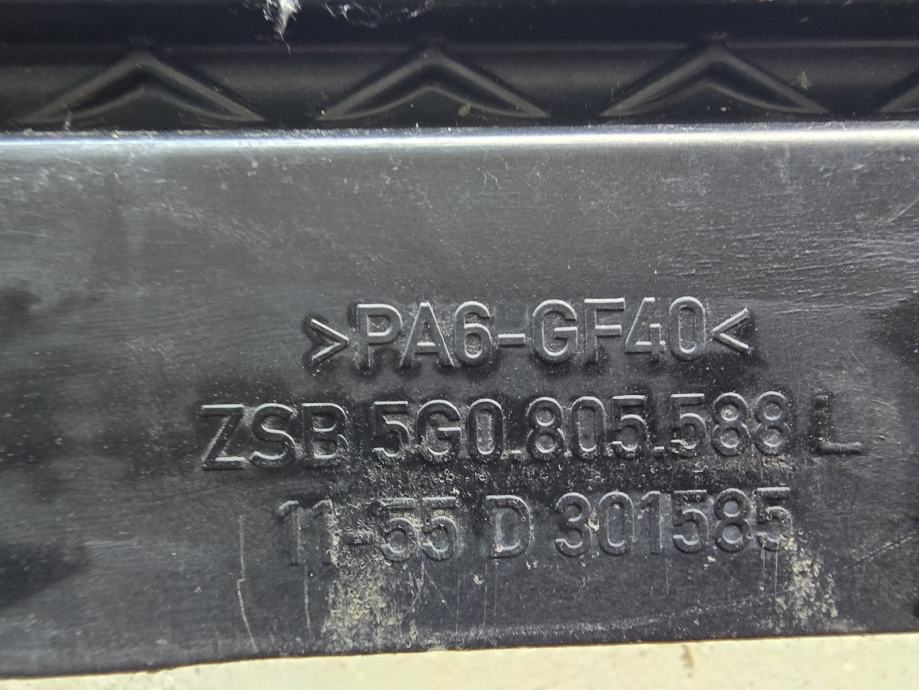 >PA6-GF40<
ZSB 5G0.805.588 L
11-55 D 301585